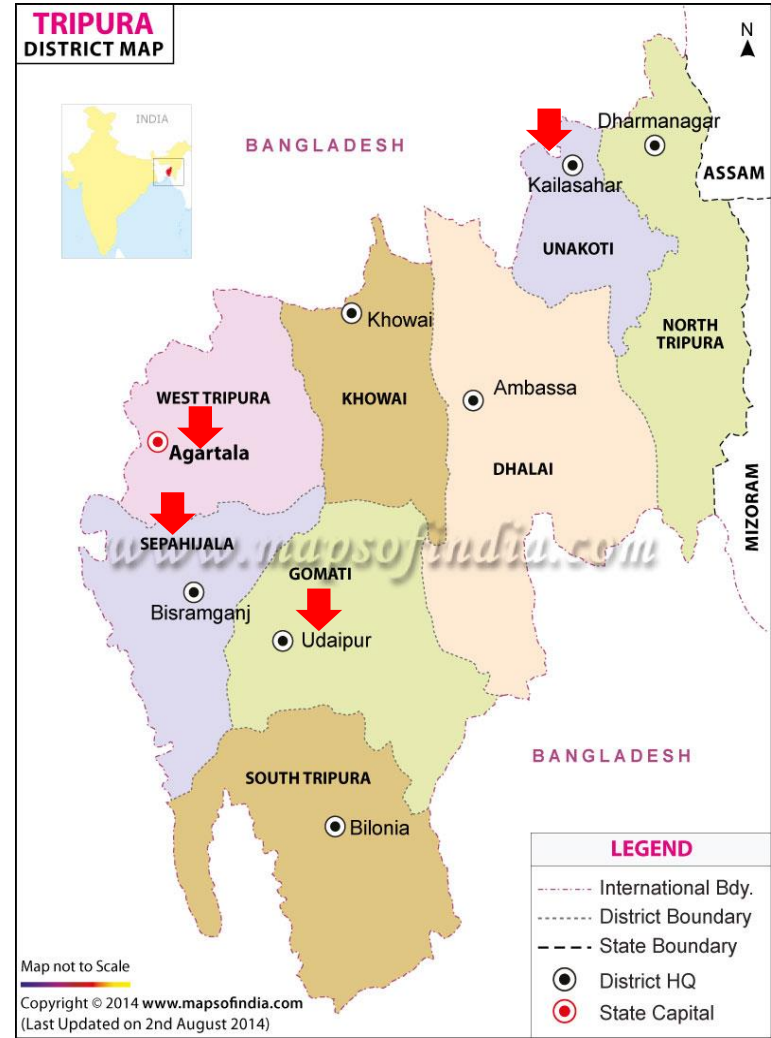 TRIPURA
DISTRICT MAP
N
INDIA
BANGLADESH
Dharmanagar
ASSAM
Kailasahar
UNAKOTI
Khowai
NORTH
TRIPURA
WEST TRIPURA
KHOWAI
Ambassa
Agartala
DHALAI
MIZORAM
SEPAHIJALA
www.mapsofindia.com
GOMATI
Bisramganj
Udaipur
BANGLADESH
SOUTH TRIPURA
Bilonia
LEGEND
International Bdy.
District Boundary
State Boundary
District HQ
State Capital
Map not to Scale
Copyright © 2014 www.mapsofindia.com
(Last Updated on 2nd August 2014)